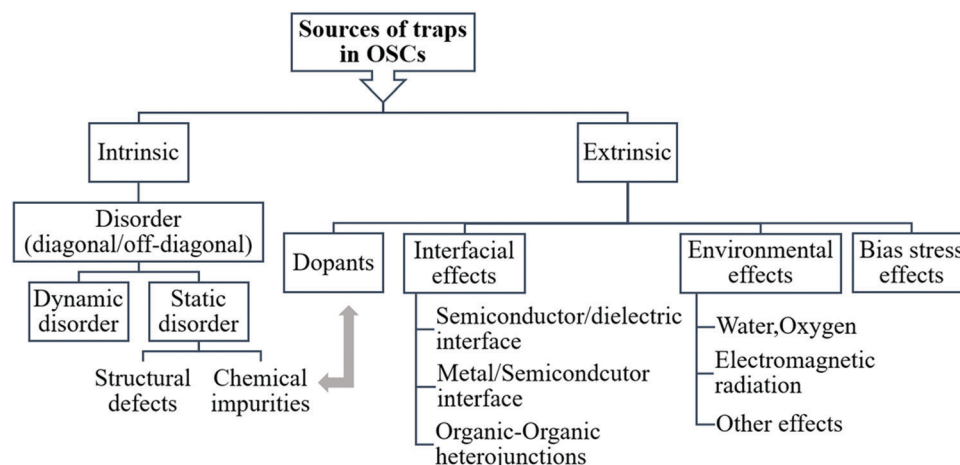 Sources of traps
in OSCs
Intrinsic
Extrinsic
Disorder
(diagonal/off-diagonal)
Dynamic
disorder
Static
disorder
Structural
defects
Chemical
impurities
Dopants
Interfacial
effects
Semiconductor/dielectric
interface
Metal/Semicondcutor
interface
Organic-Organic
heterojunctions
Environmental
effects
Water,Oxygen
Electromagnetic
radiation
Other effects
Bias stress
effects